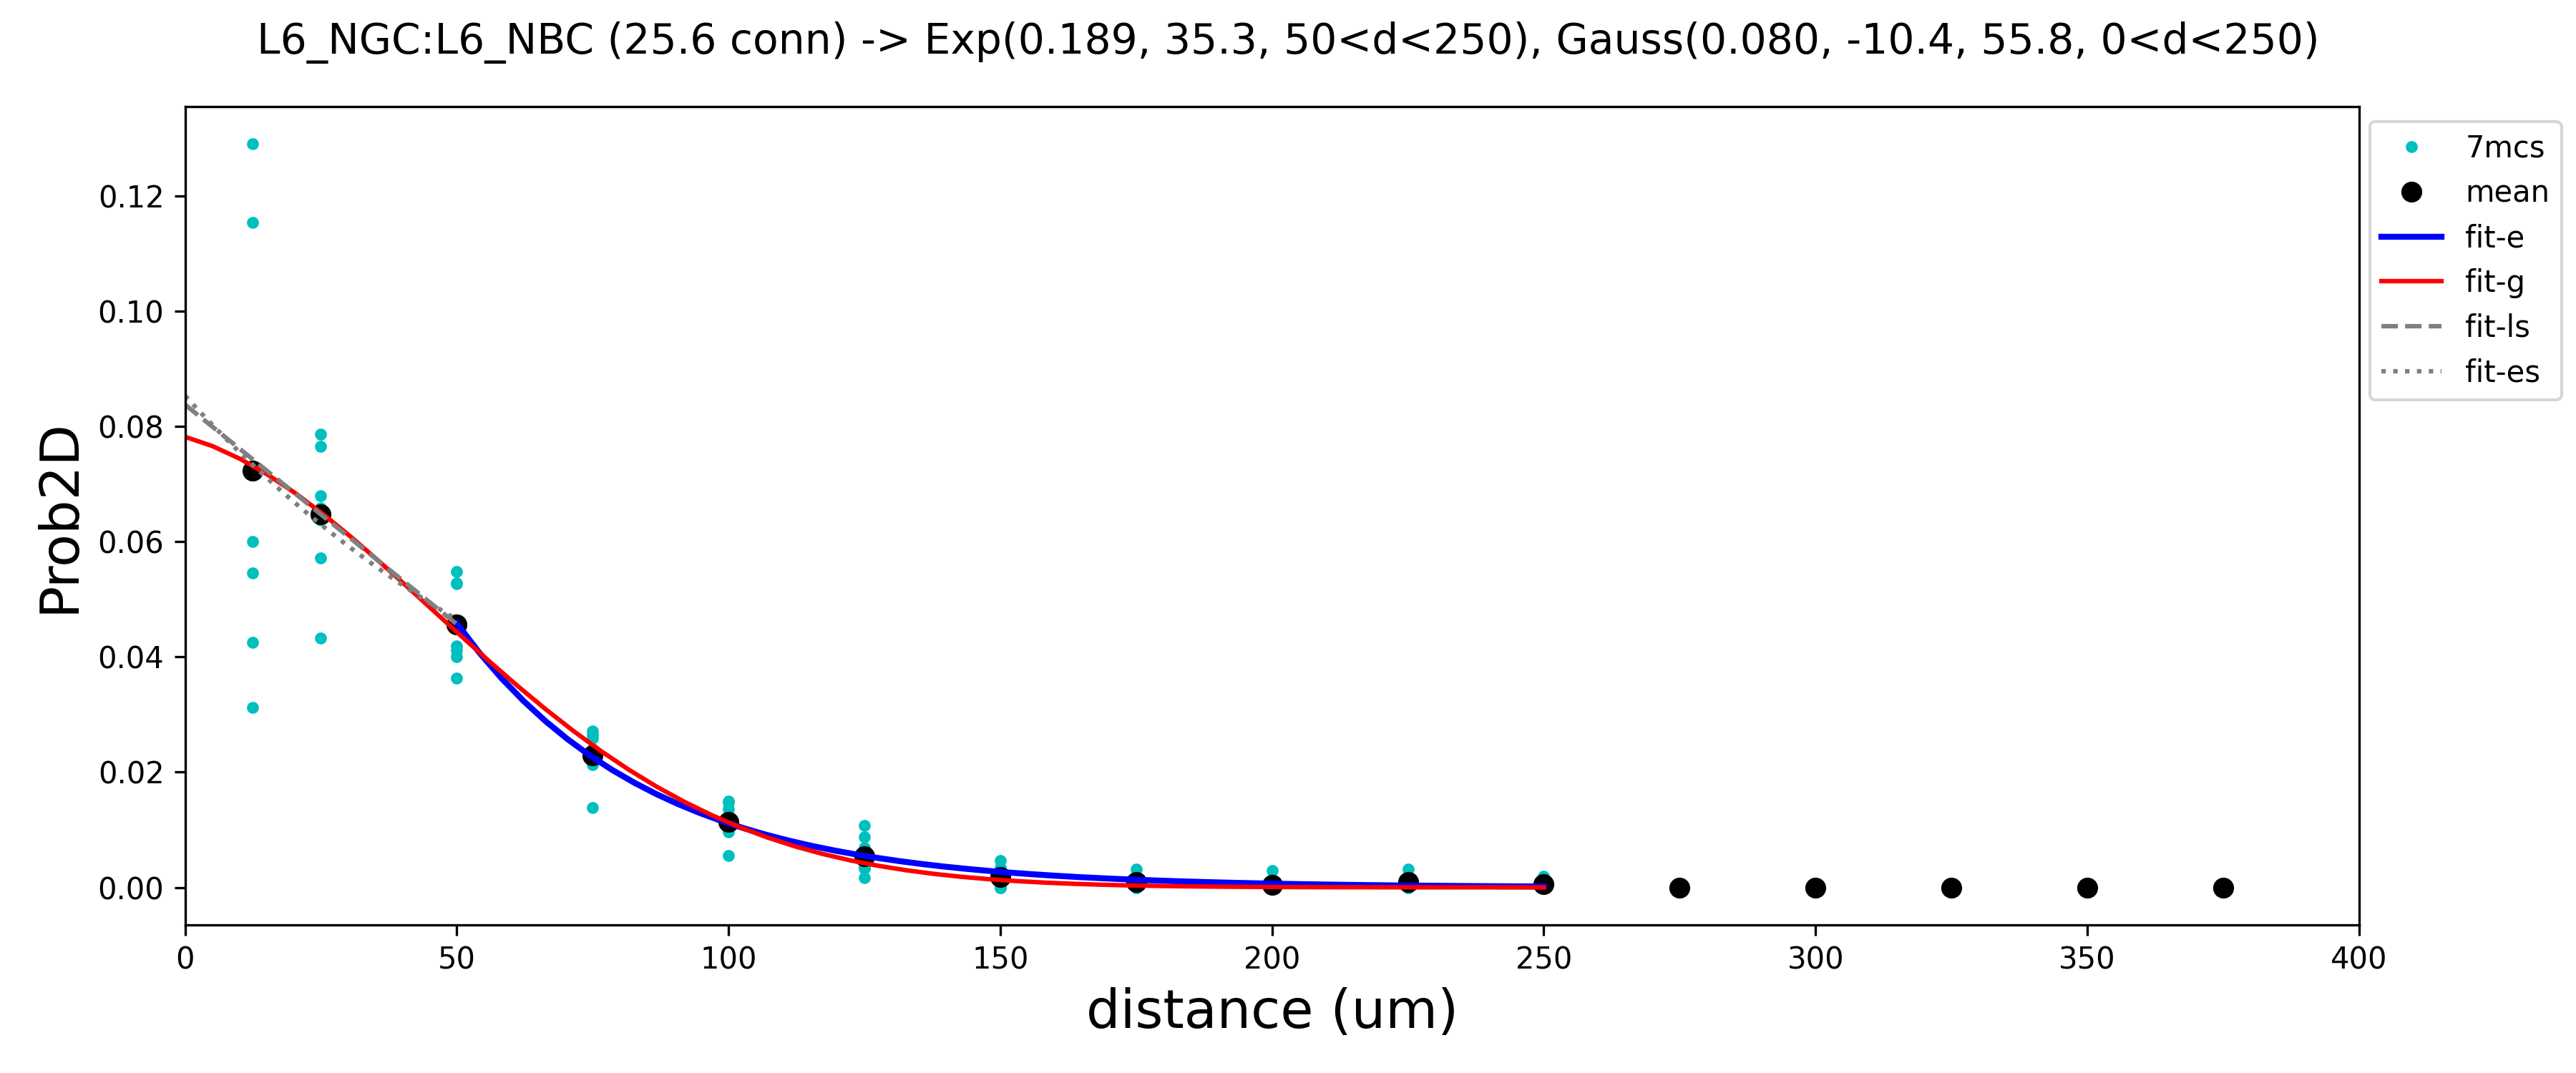 L6_NGC:L6_NBC (25.6 conn) -> Exp(0.189, 35.3, 50<d<250), Gauss(0.080, -10.4, 55.8, 0<d<250)
7mcs
mean
fit-e
fit-g
fit-ls
fit-es
Prob2D
0.12
0.10
0.08
0.06
0.04
0.02
0.00
0 50 100 150 200 250 300 350 400
distance (um)